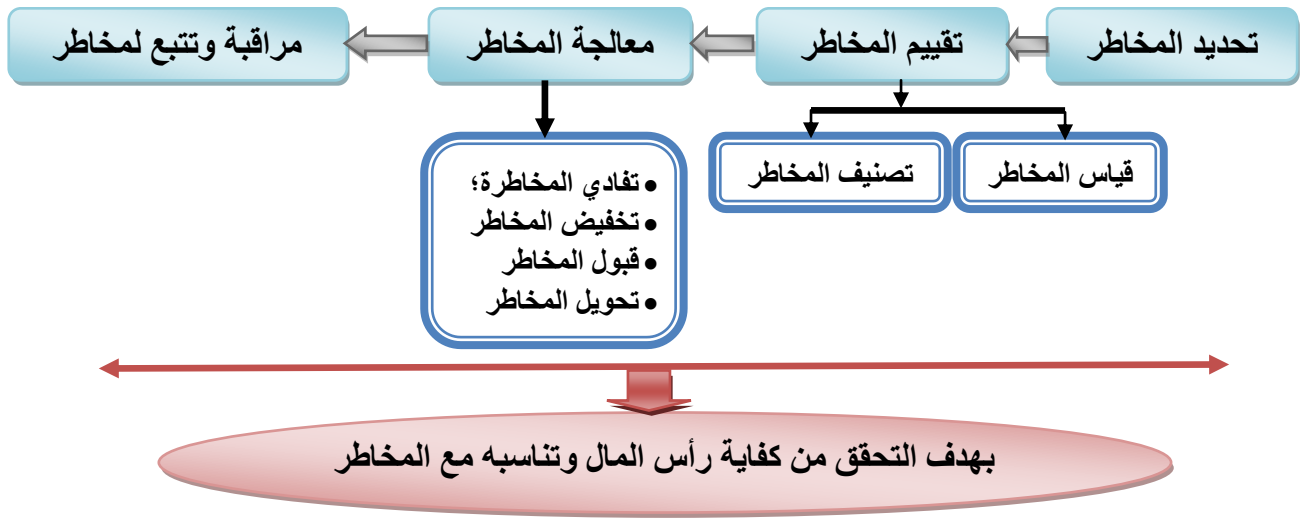 تحديد المخاطر
تقييم المخاطر
معالجة المخاطر
مراقبة وتتبع لمخاطر
قياس المخاطر
تصنيف المخاطر
• تفادي المخاطرة؛
• تخفيض المخاطر
• قبول المخاطر
• تحويل المخاطر
بهدف التحقق من كفاية رأس المال وتناسبه مع المخاطر